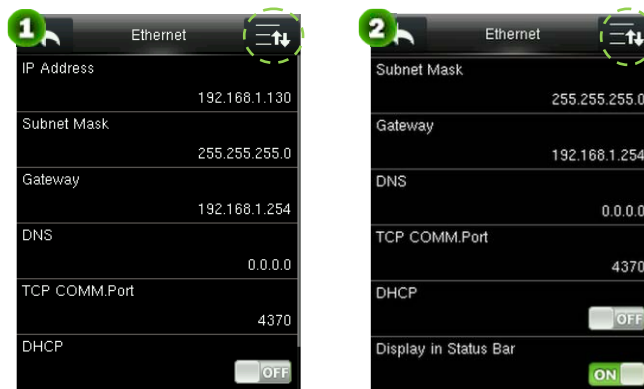 1
Ethernet
IP Address
192.168.1.130
Subnet Mask
255.255.255.0
Gateway
192.168.1.254
DNS
0.0.0.0
TCP COMM.Port
4370
DHCP
OFF
2
Ethernet
Subnet Mask
255.255.255.0
Gateway
192.168.1.254
DNS
0.0.0.0
TCP COMM.Port
4370
DHCP
OFF
Display in Status Bar
ON